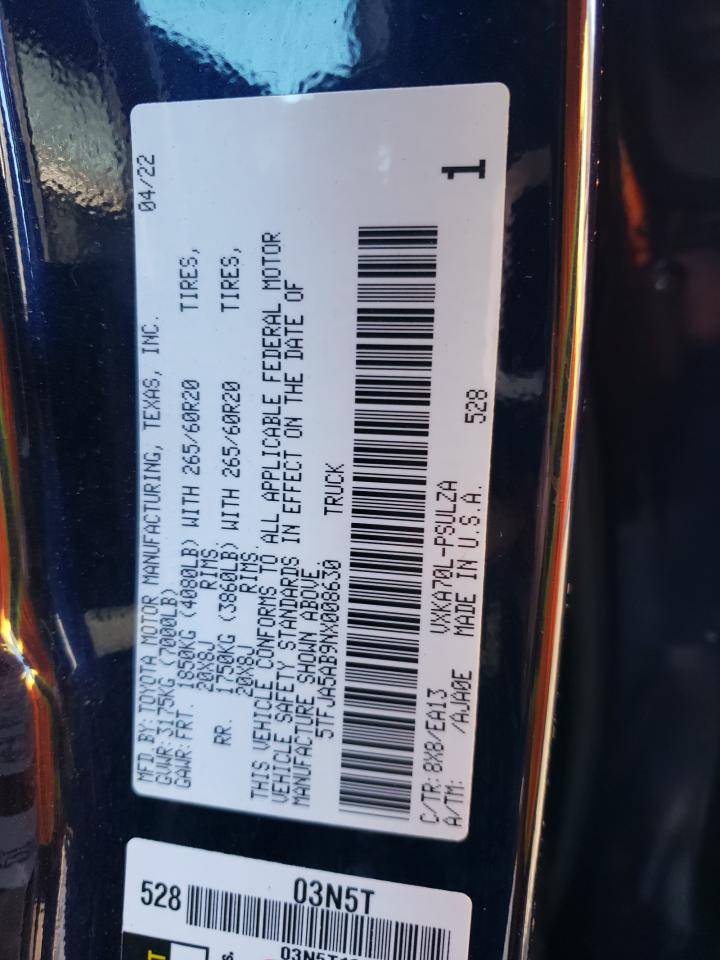 MFD BY: TOYOTA MOTOR MANUFACTURING, TEXAS, INC. 04/22
GVWR: 3175KG (7000LB)
GAWR: FRT. 1850KG (4080LB) WITH 265/60R20 TIRES,
20X8J RIMS.
RR. 1750KG (3860LB) WITH 265/60R20 TIRES,
20X8J RIMS.
THIS VEHICLE CONFORMS TO ALL APPLICABLE FEDERAL MOTOR
VEHICLE SAFETY STANDARDS IN EFFECT ON THE DATE OF
MANUFACTURE SHOWN ABOVE.
5TFJA5AB9NX008630 TRUCK
C/TR: 8X8/EA13 VXKA70L-PSULZA
A/TM: /AJA0E MADE IN U.S.A. 528
1
528 03N5T